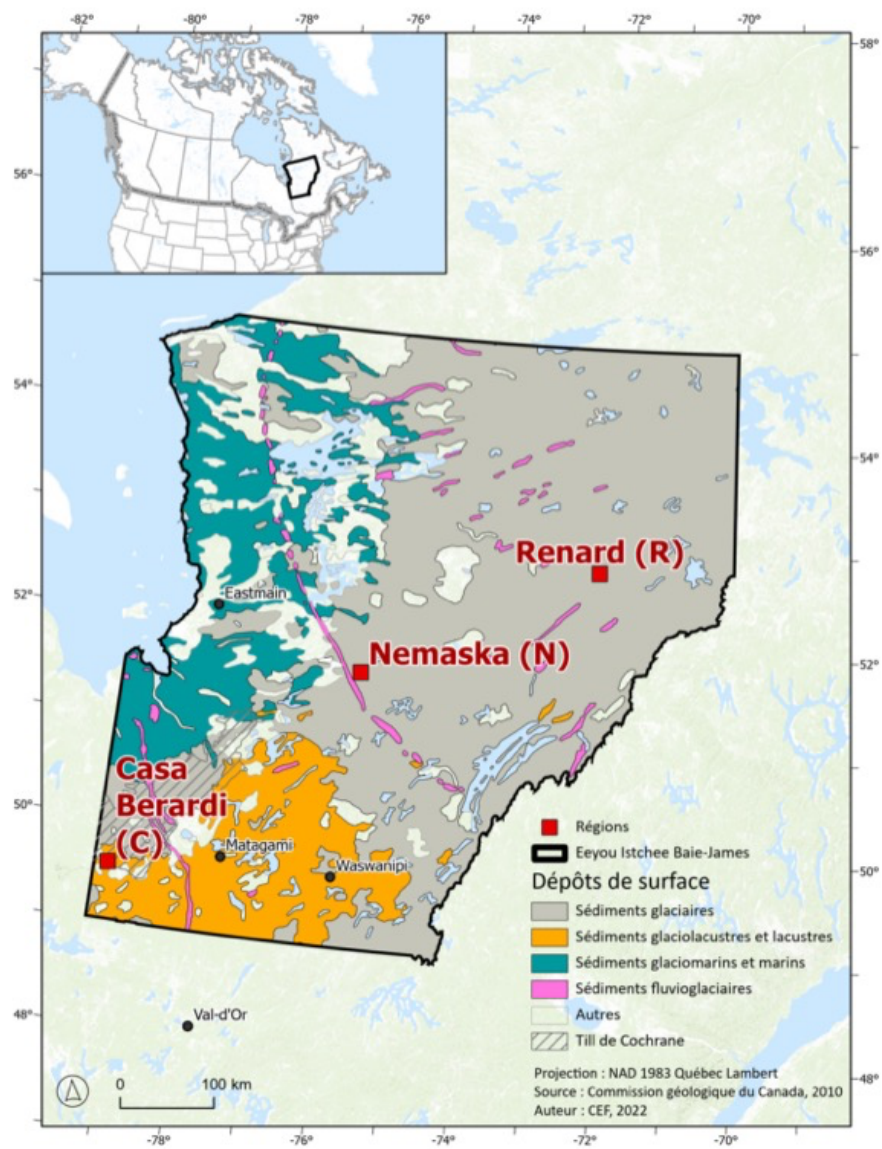 -82°
-80°
-78°
-76°
-74°
-72°
-70°
58°
56°
56°
54°
54°
52°
52°
50°
50°
48°
48°
Renard (R)
Eastmain
Nemaska (N)
Casa
Berardi
(C)
Matagami
Waswanipi
Val-d'Or
Régions
Eeyou Istchee Baie-James
Dépôts de surface
Sédiments glaciaires
Sédiments glaciolacustres et lacustres
Sédiments glaciomarins et marins
Sédiments fluvioglaciaires
Autres
Till de Cochrane
0 100 km
Projection : NAD 1983 Québec Lambert
Source : Commission géologique du Canada, 2010
Auteur : CEF, 2022
-78°
-76°
-74°
-72°
-70°